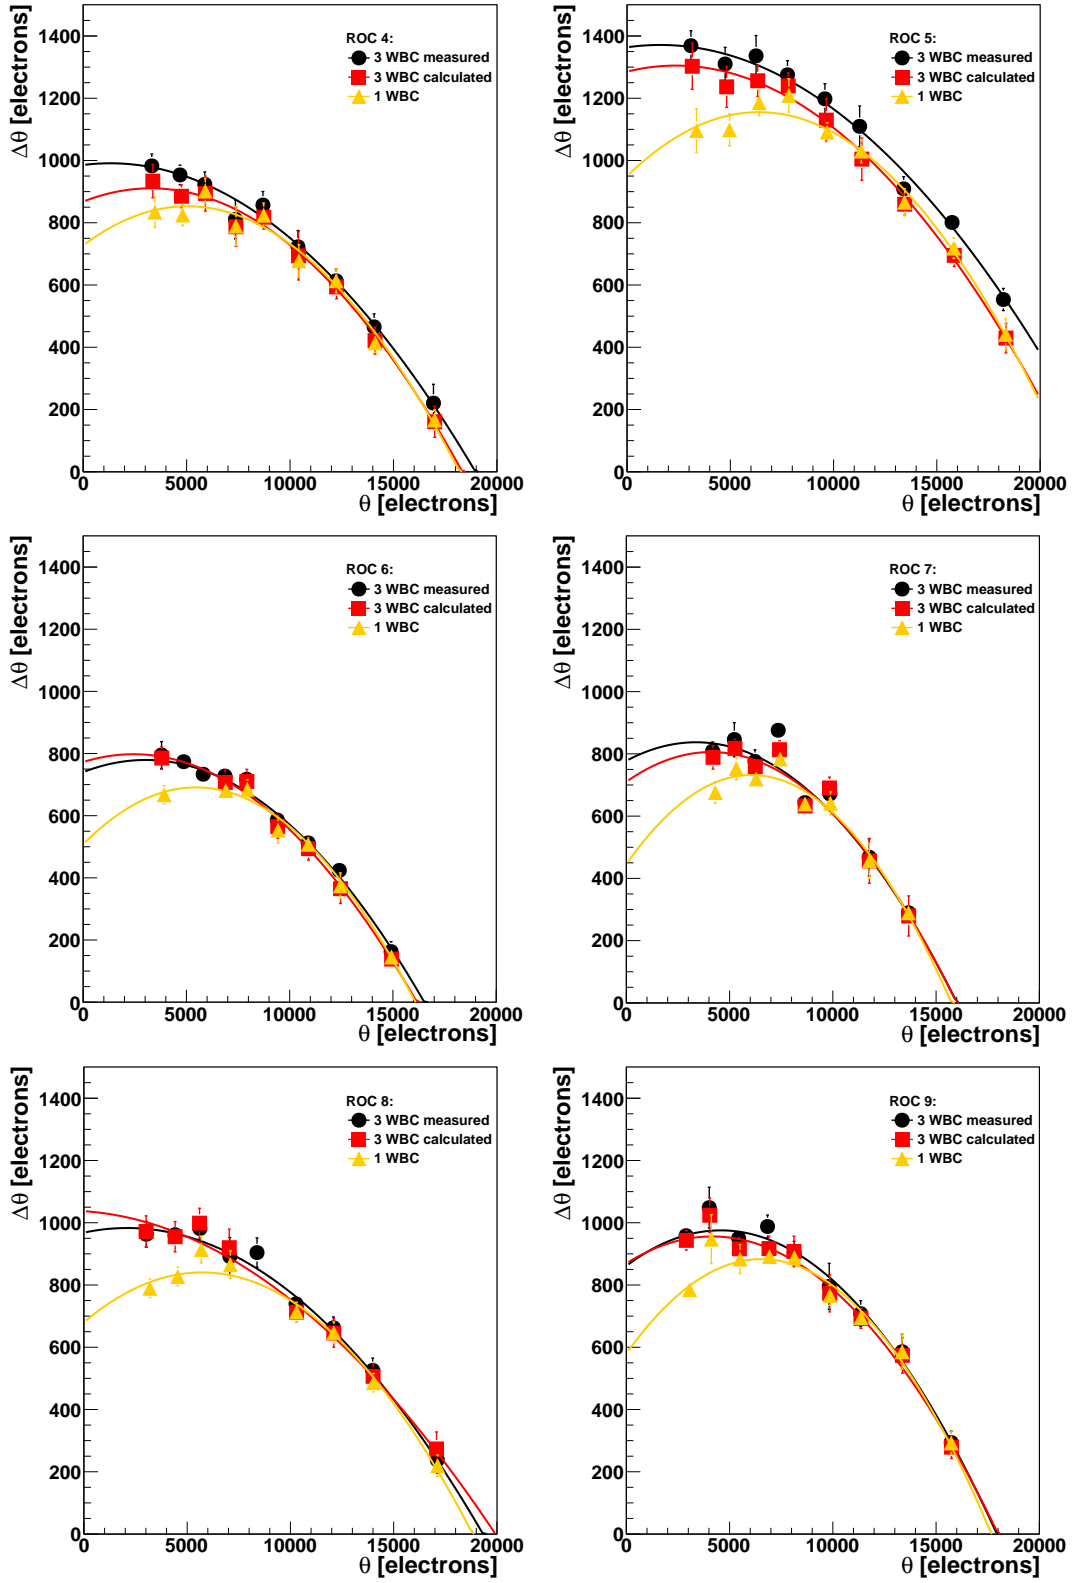 ROC 4:
3 WBC measured
3 WBC calculated
1 WBC
Δθ [electrons]
1400
1200
1000
800
600
400
200
0
0 5000 10000 15000 20000
θ [electrons]
ROC 5:
3 WBC measured
3 WBC calculated
1 WBC
Δθ [electrons]
1400
1200
1000
800
600
400
200
0
0 5000 10000 15000 20000
θ [electrons]
ROC 6:
3 WBC measured
3 WBC calculated
1 WBC
Δθ [electrons]
1400
1200
1000
800
600
400
200
0
0 5000 10000 15000 20000
θ [electrons]
ROC 7:
3 WBC measured
3 WBC calculated
1 WBC
Δθ [electrons]
1400
1200
1000
800
600
400
200
0
0 5000 10000 15000 20000
θ [electrons]
ROC 8:
3 WBC measured
3 WBC calculated
1 WBC
Δθ [electrons]
1400
1200
1000
800
600
400
200
0
0 5000 10000 15000 20000
θ [electrons]
ROC 9:
3 WBC measured
3 WBC calculated
1 WBC
Δθ [electrons]
1400
1200
1000
800
600
400
200
0
0 5000 10000 15000 20000
θ [electrons]